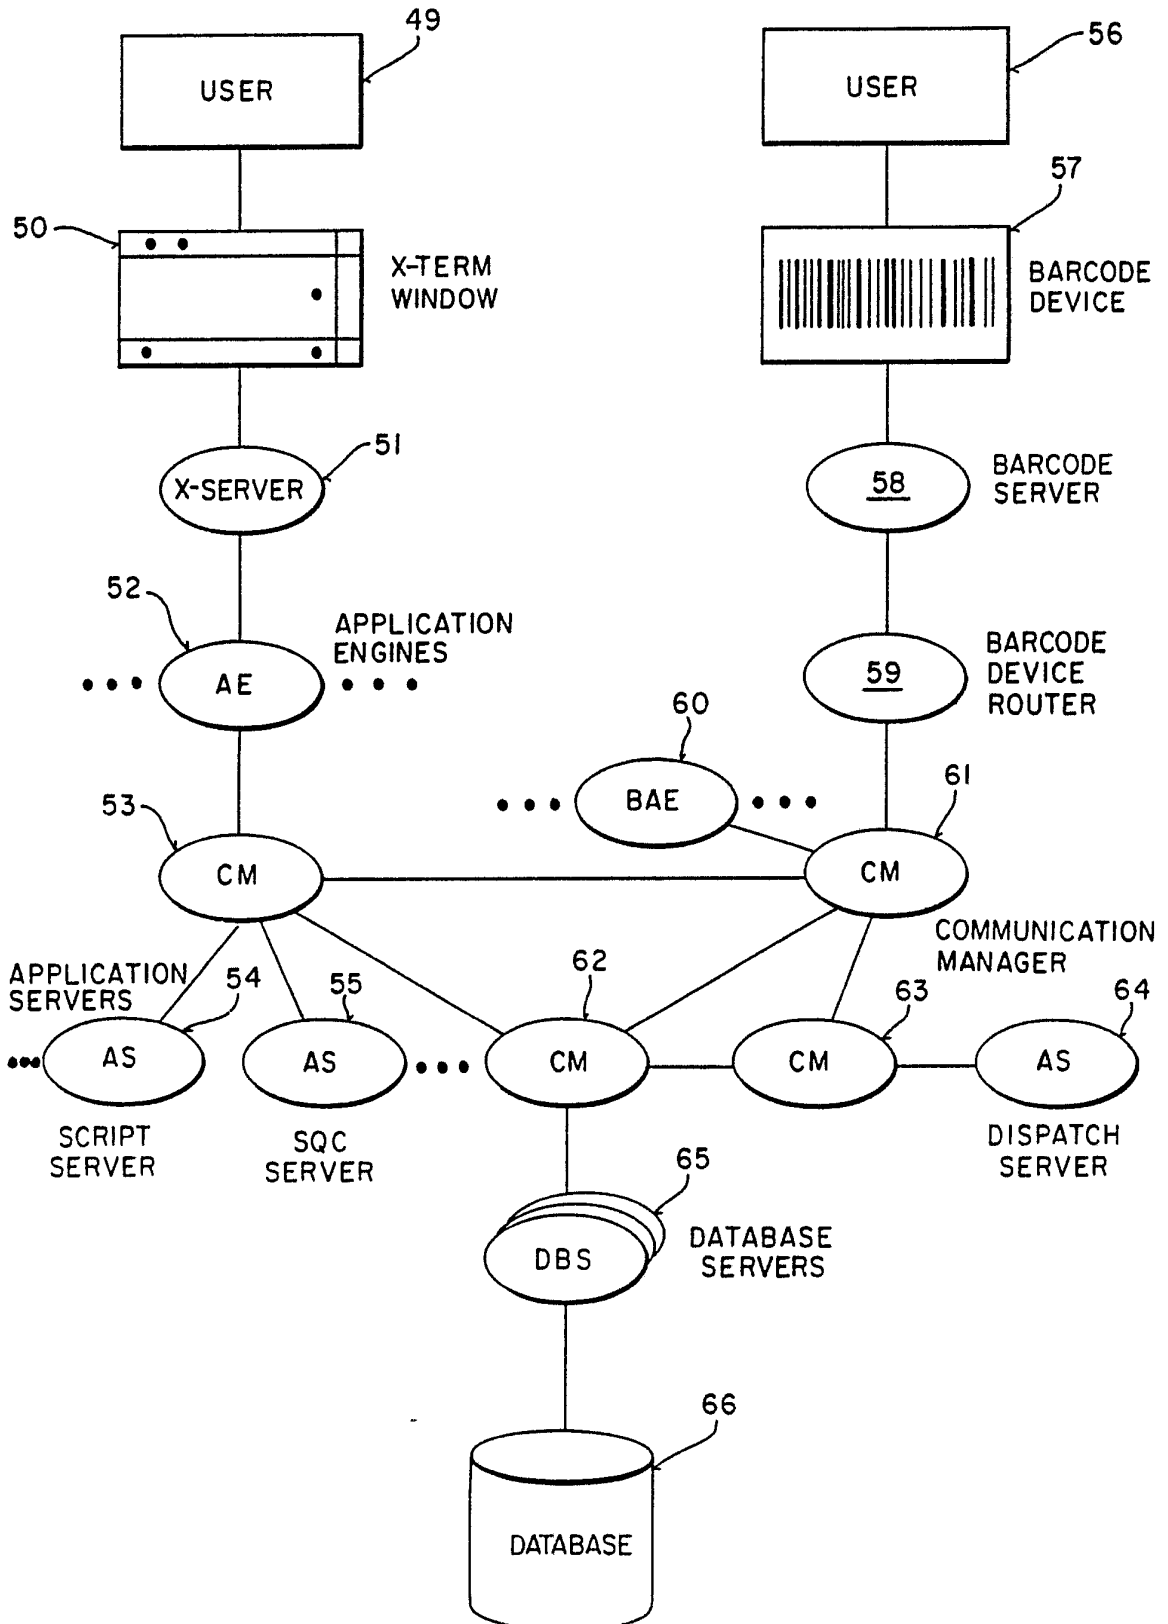 49
56
USER
USER
57
50
X-TERM
WINDOW
BARCODE
DEVICE
51
X-SERVER
58
BARCODE
SERVER
52
APPLICATION
ENGINES
AE
59
BARCODE
DEVICE
ROUTER
60
BAE
61
53
CM
CM
COMMUNICATION
MANAGER
APPLICATION
SERVERS
54
55
62
63
64
AS
AS
CM
CM
AS
SCRIPT
SERVER
SQC
SERVER
DISPATCH
SERVER
65
DBS
DATABASE
SERVERS
66
DATABASE